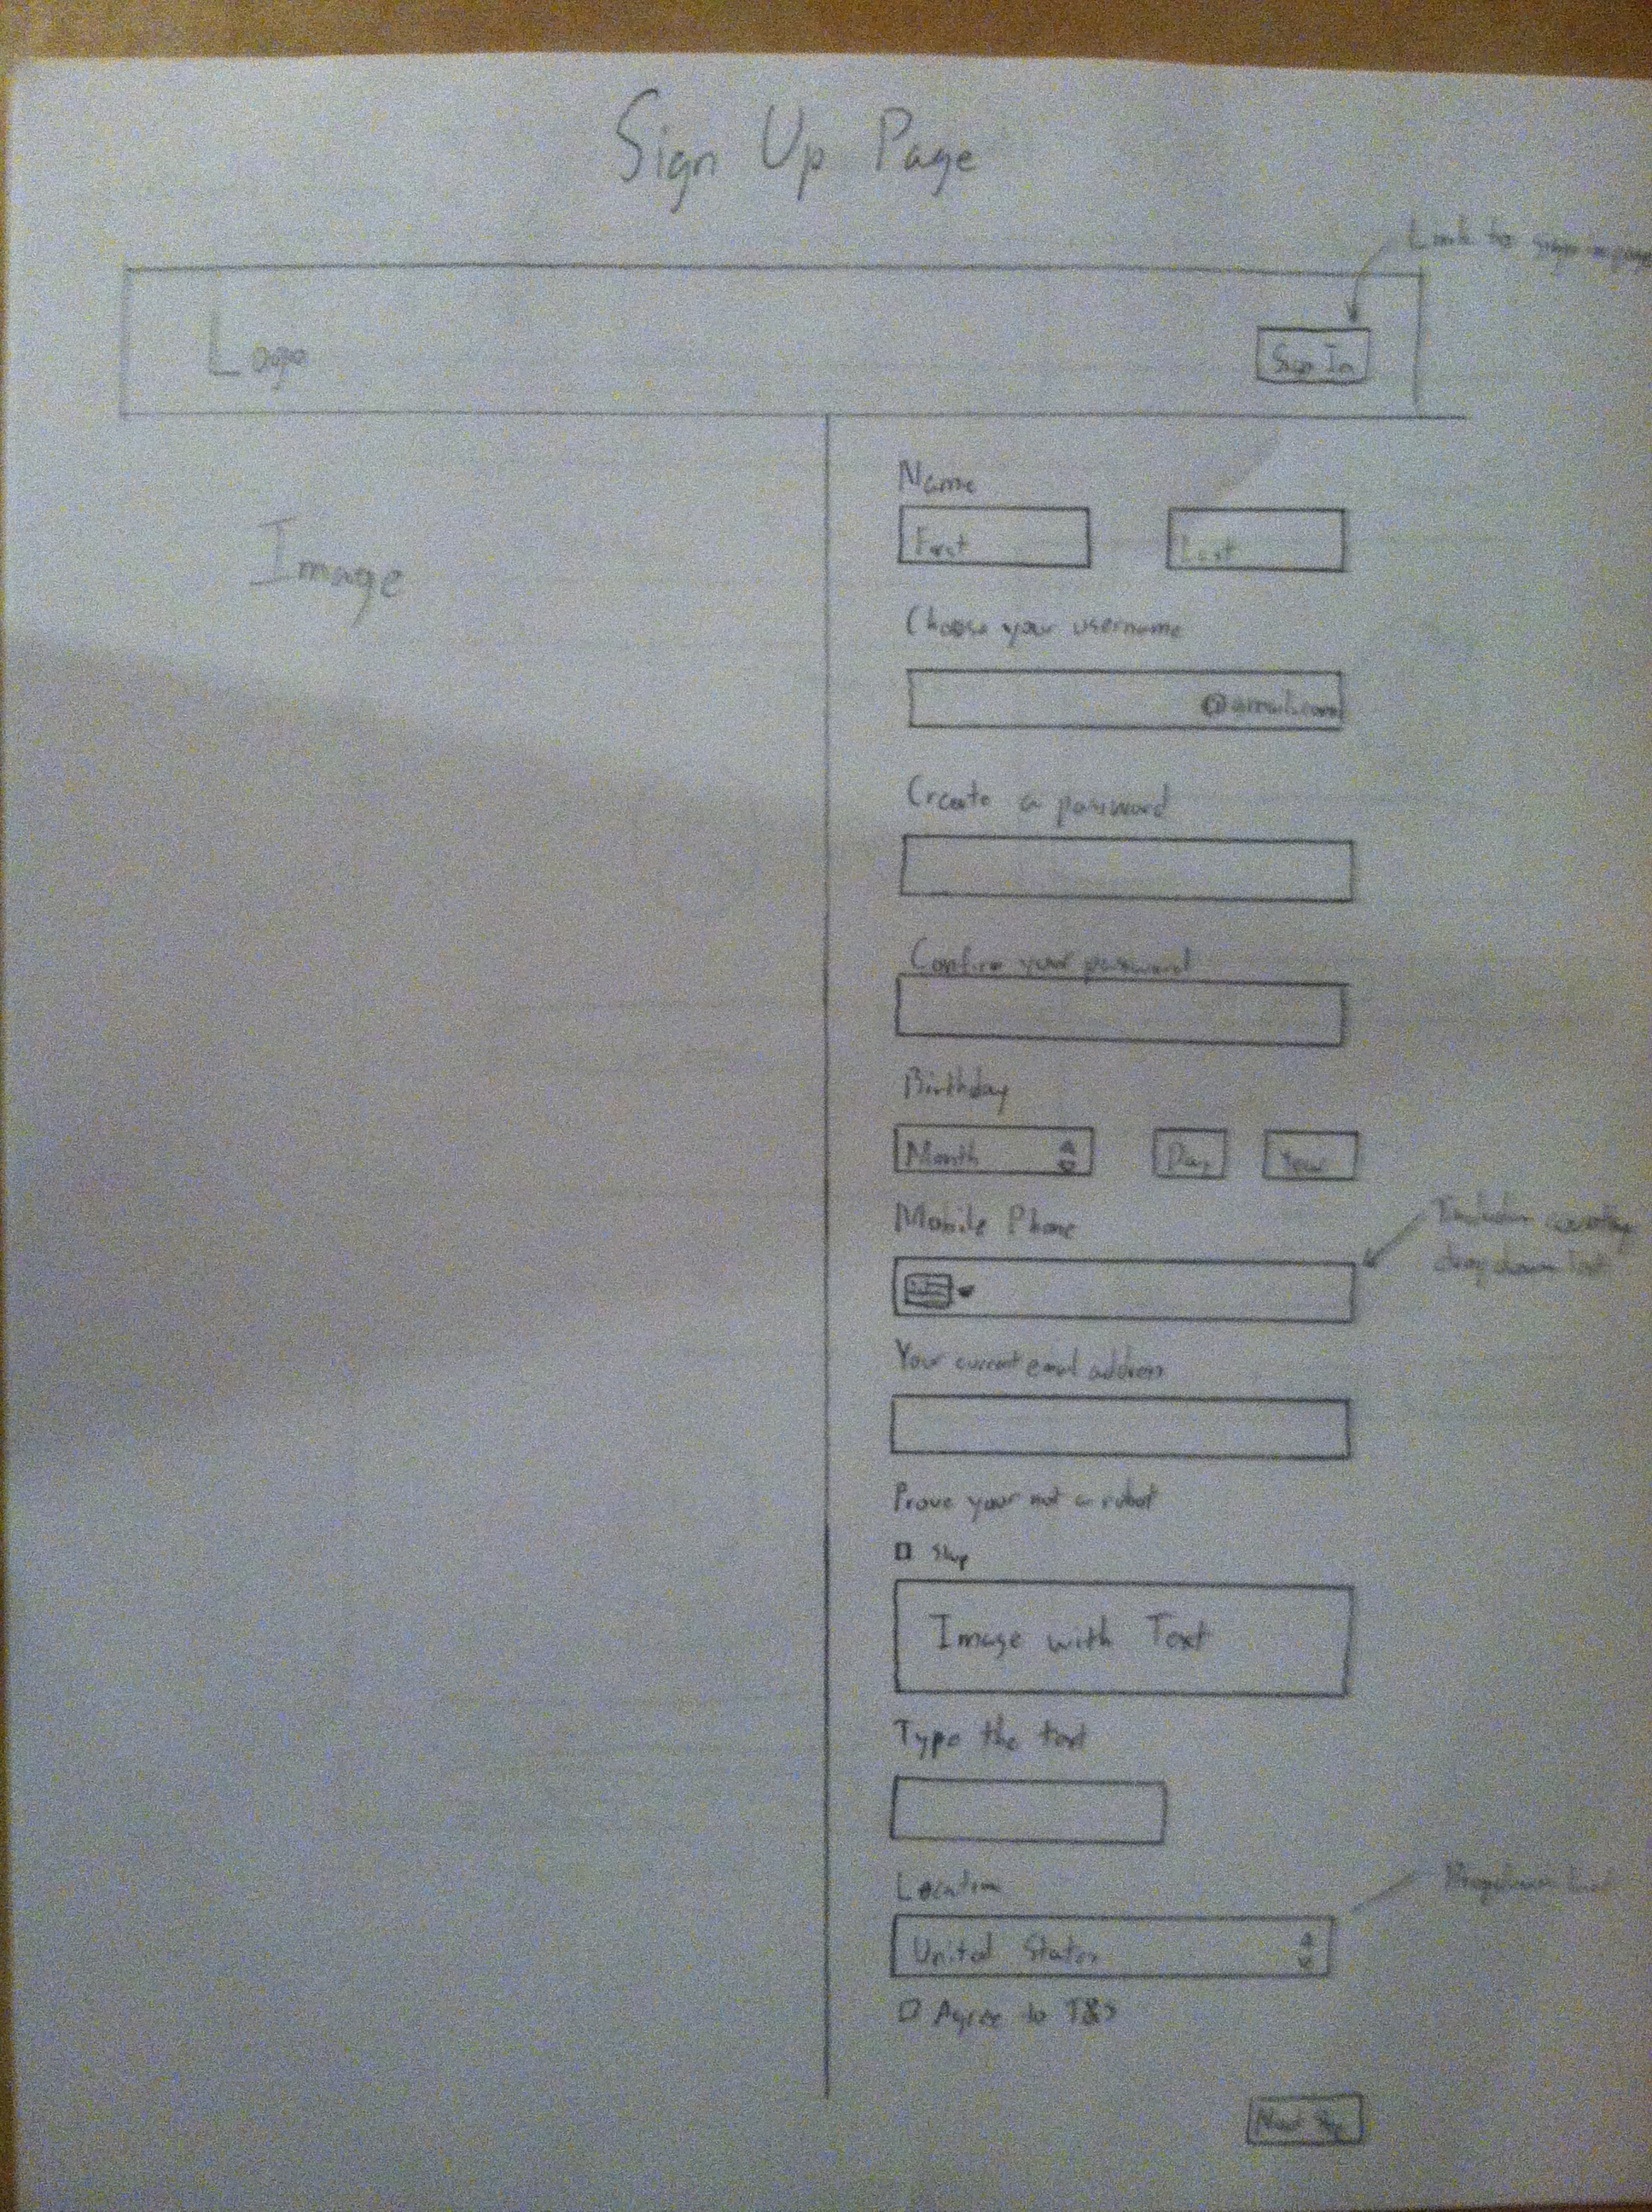 Sign Up Page
Link to sign in page
Logo
Sign In
Image
Name
First Last
Choose your username
@email.com
Create a password
Confirm your password
Birthday
Month Day Year
Mobile Phone
Includes country
drop down list
Your current email address
Prove your not a robot
Skip
Image with Text
Type the text
Location
Dropdown list
United States
Agree to
Next